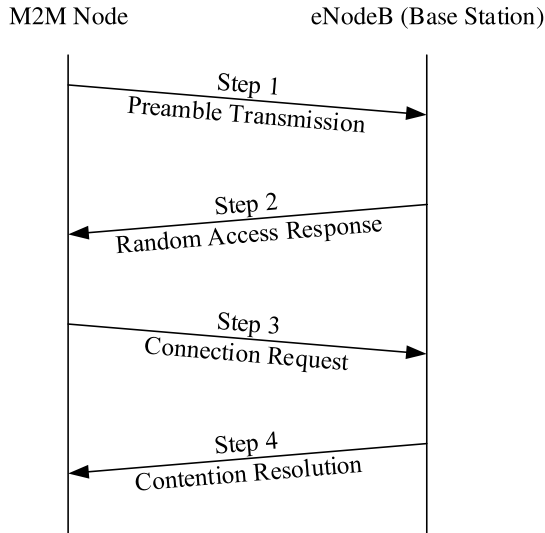 M2M Node
eNodeB (Base Station)
Step 1
Preamble Transmission
Step 2
Random Access Response
Step 3
Connection Request
Step 4
Contention Resolution